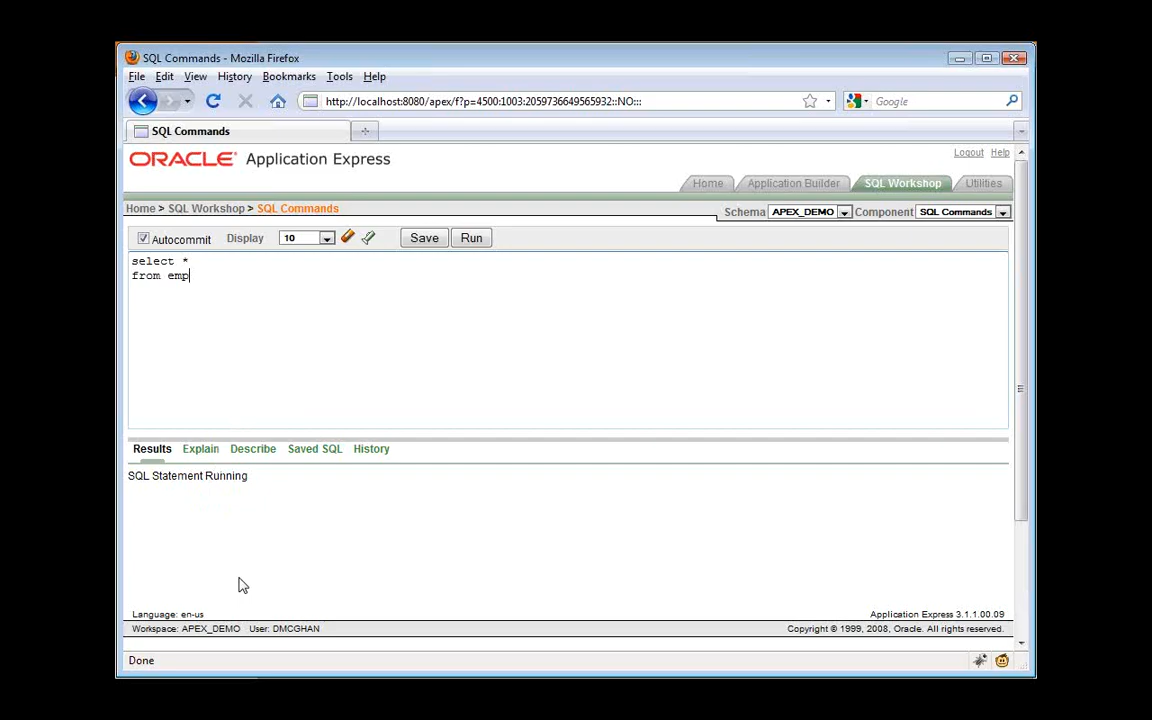 SQL Commands - Mozilla Firefox
File Edit View History Bookmarks Tools Help
http://localhost:8080/apex/f?p=4500:1003:2059736649565932::NO:::
Google
SQL Commands
ORACLE Application Express
Logout Help
Home Application Builder SQL Workshop Utilities
Home > SQL Workshop > SQL Commands
Schema APEX_DEMO Component SQL Commands
Autocommit Display 10 Save Run
select *
from emp
Results Explain Describe Saved SQL History
SQL Statement Running
Language: en-us
Application Express 3.1.1.00.09
Workspace: APEX_DEMO User: DMCGHAN
Copyright © 1999, 2008, Oracle. All rights reserved.
Done